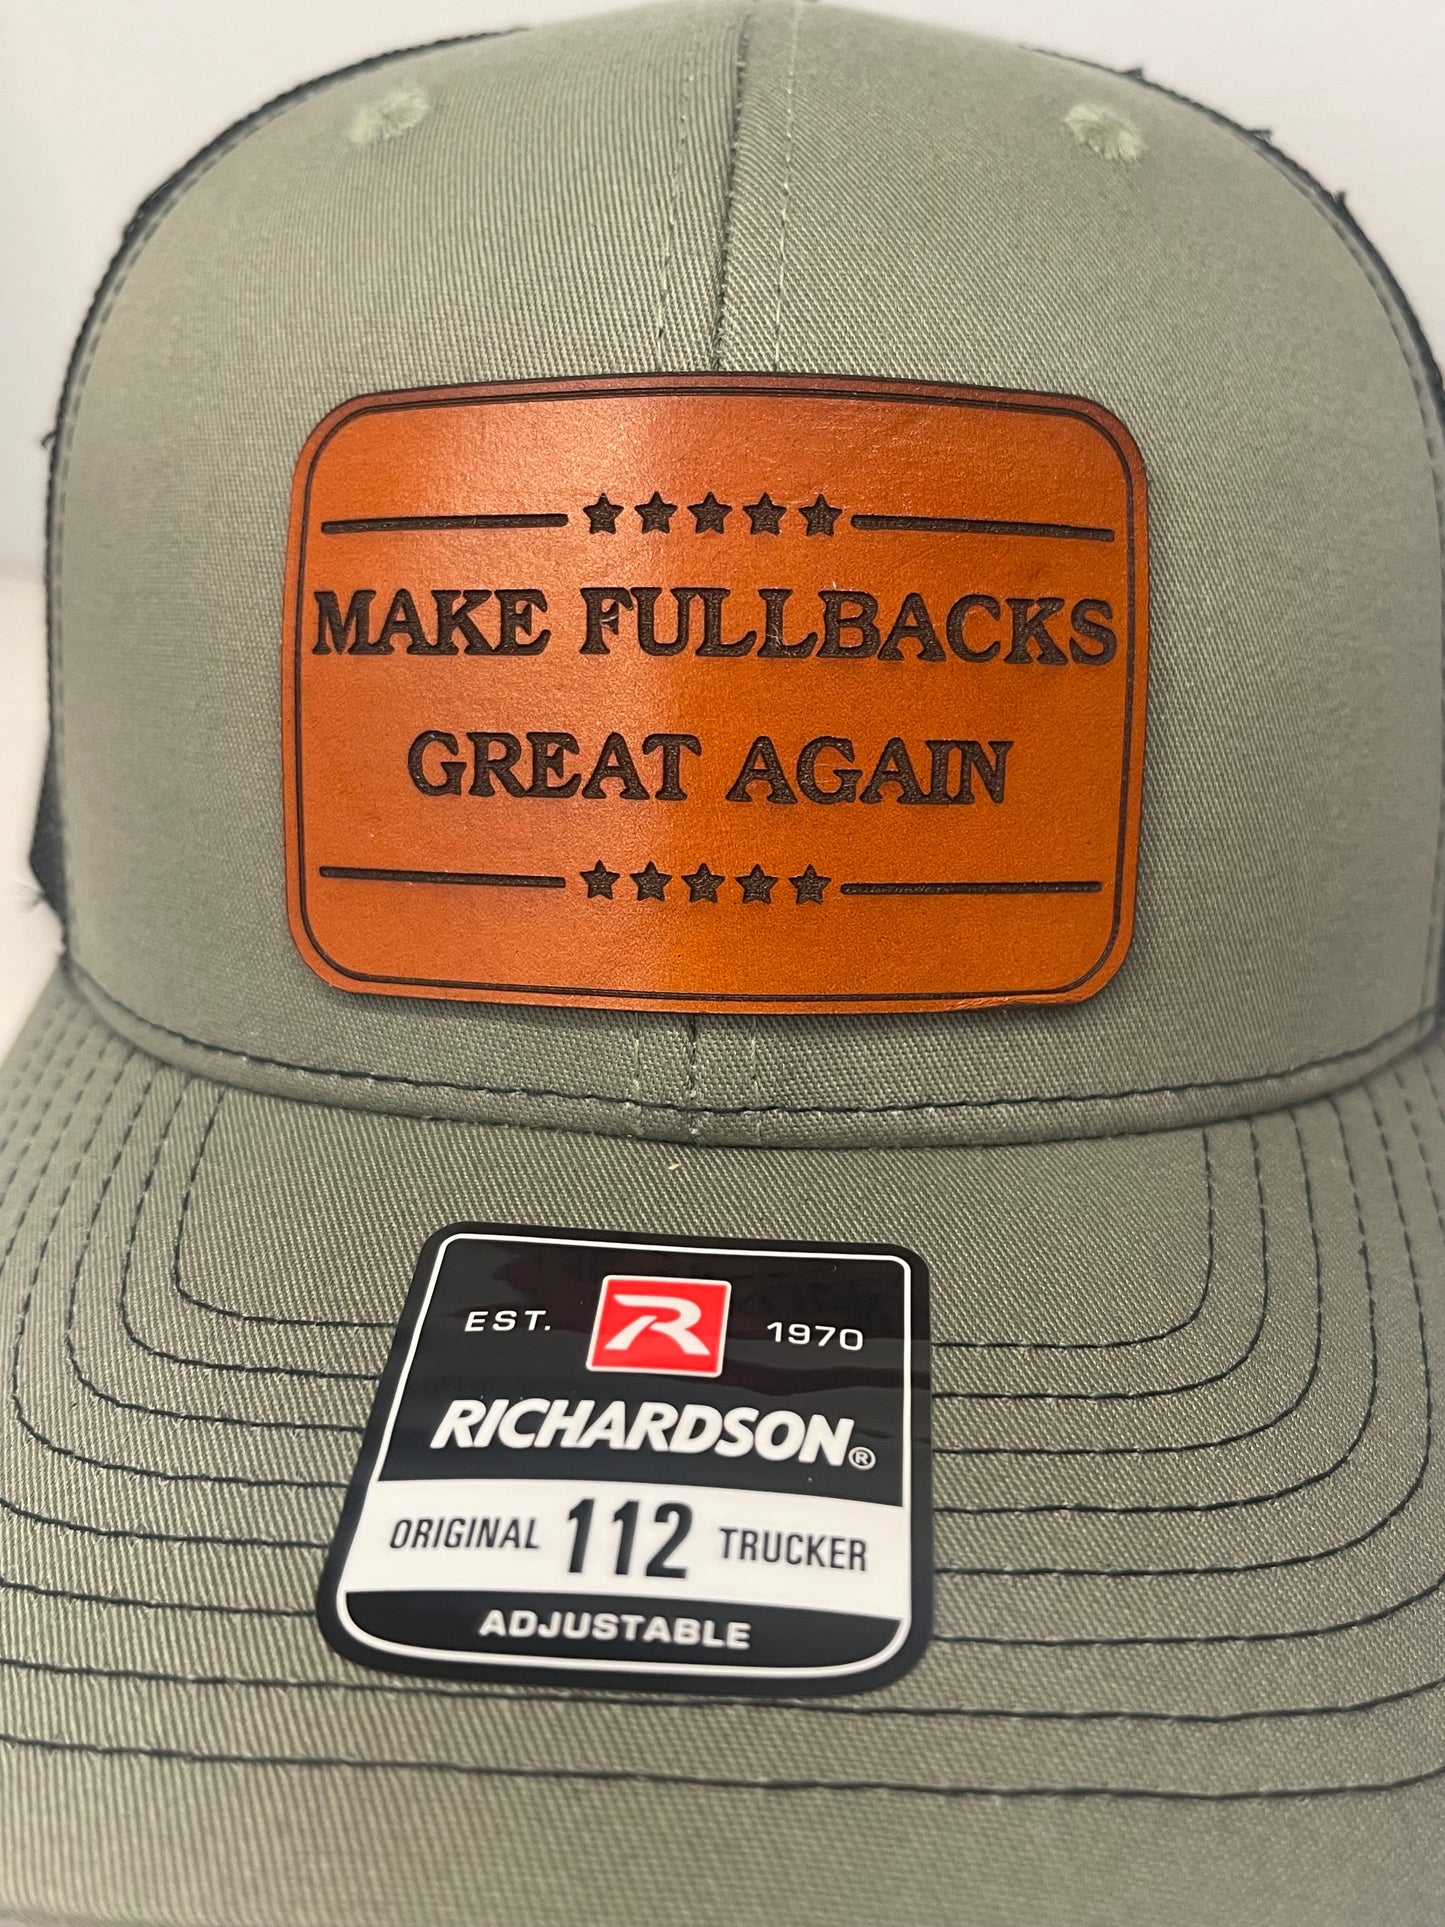 MAKE FULLBACKS
GREAT AGAIN
EST. R 1970
RICHARDSON®
ORIGINAL 112 TRUCKER
ADJUSTABLE